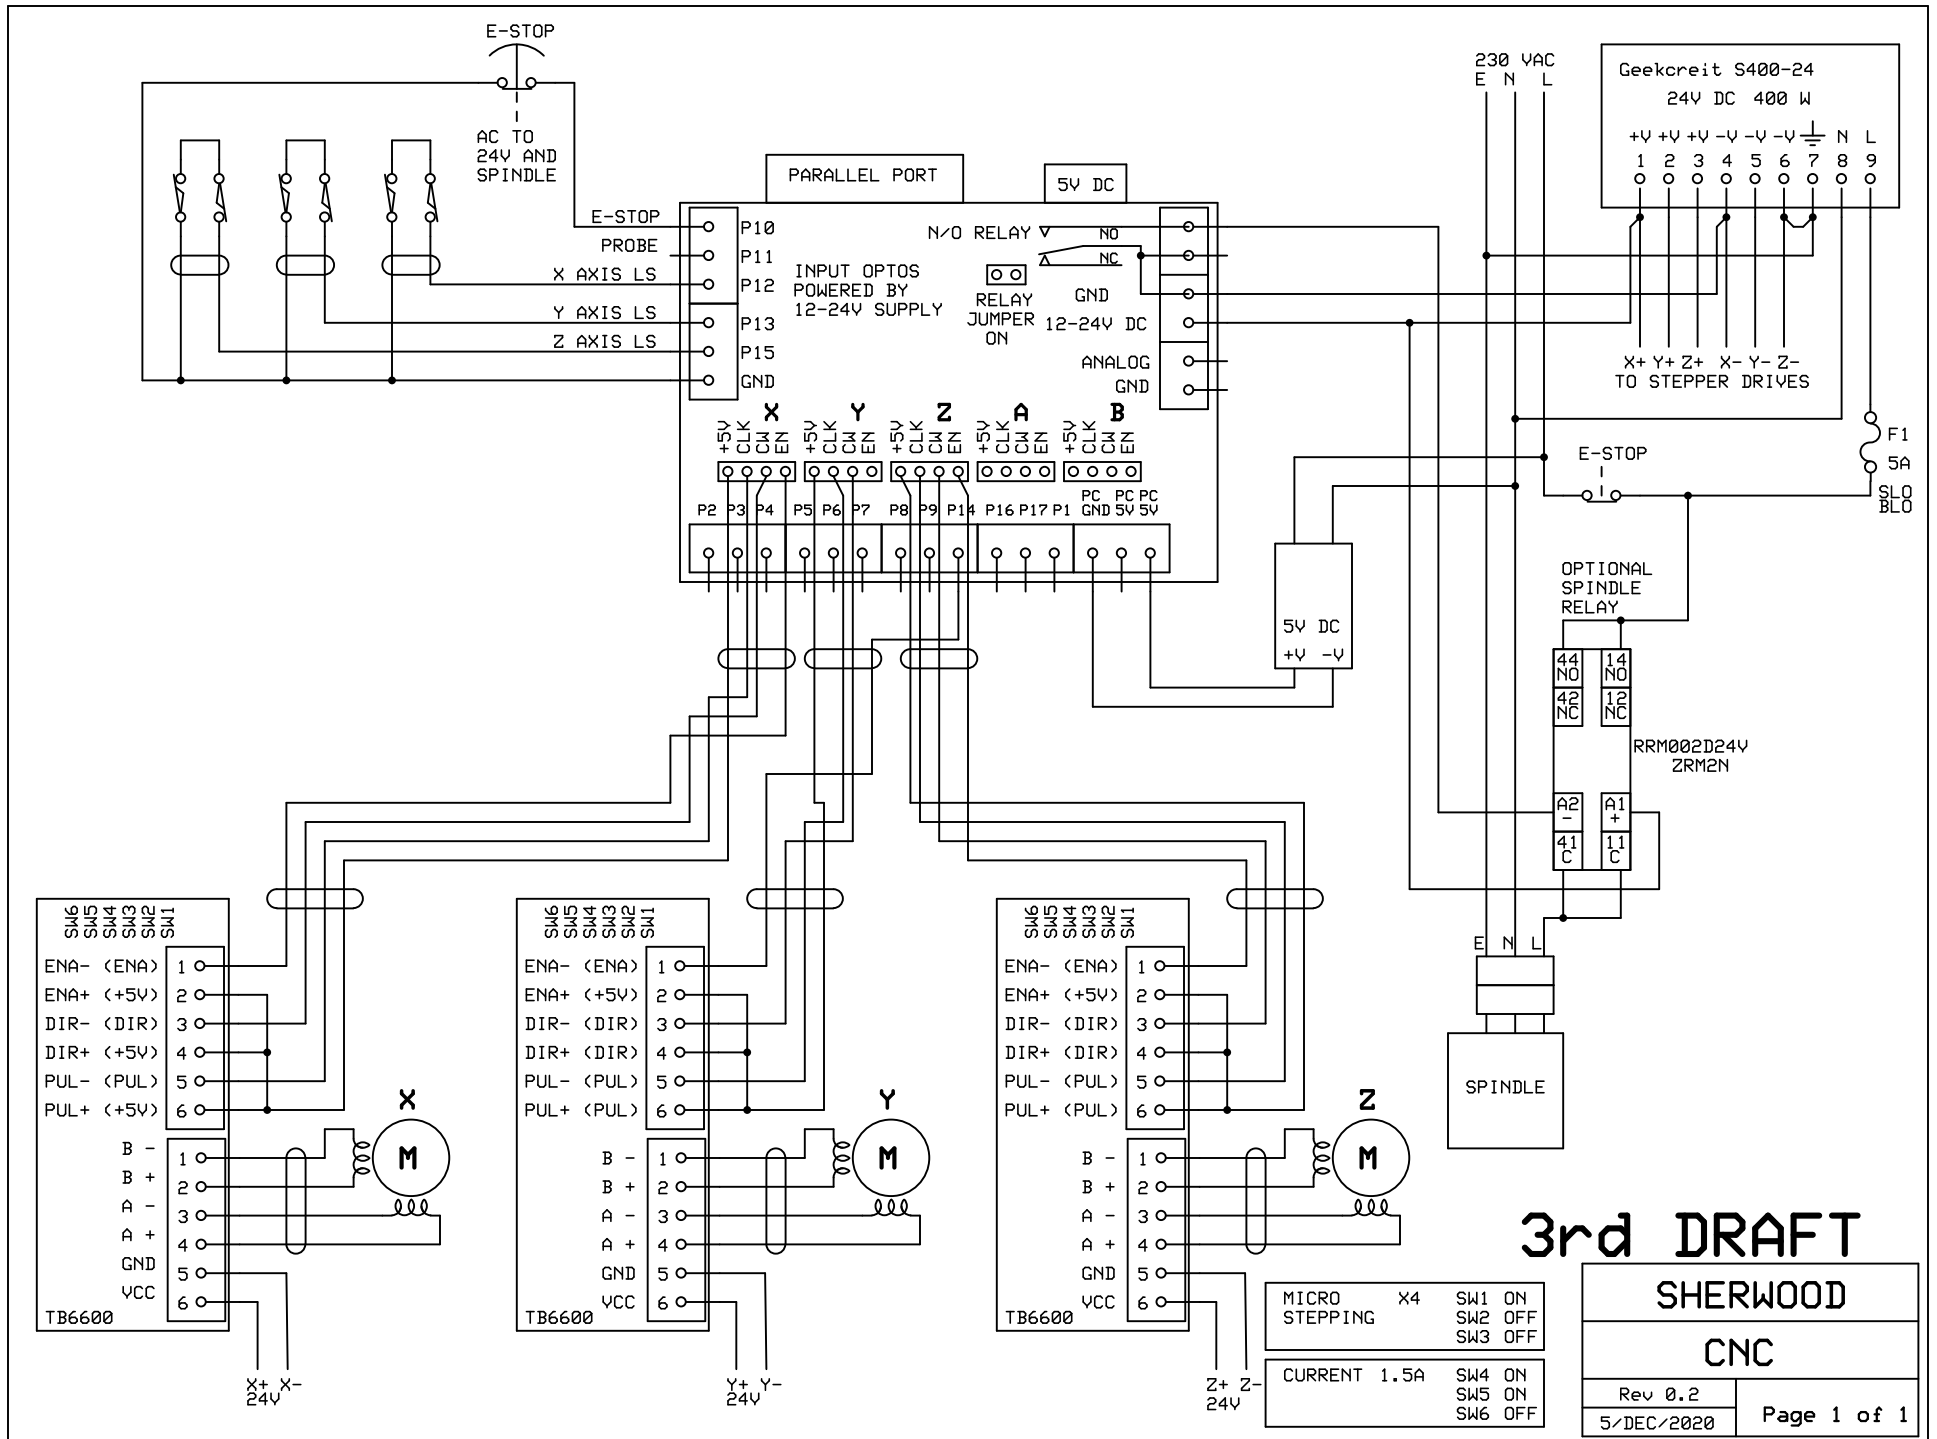 E-STOP
AC TO
24V AND
SPINDLE
PARALLEL PORT
5V DC
230 VAC
E N L
Geekcreit S400-24
24V DC 400 W
+V +V +V -V -V -V N L
1 2 3 4 5 6 7 8 9
X+ Y+ Z+ X- Y- Z-
TO STEPPER DRIVES
E-STOP
PROBE
X AXIS LS
Y AXIS LS
Z AXIS LS
P10
P11
P12
P13
P15
GND
INPUT OPTOS
POWERED BY
12-24V SUPPLY
N/O RELAY
NO
NC
RELAY
JUMPER
ON
GND
12-24V DC
ANALOG
GND
X Y Z A B
+5V CLK CW EN
+5V CLK CW EN
+5V CLK CW EN
+5V CLK CW EN
+5V CLK CW EN
PC PC PC
P2 P3 P4 P5 P6 P7 P8 P9 P14 P16 P17 P1 GND 5V 5V
E-STOP
F1
5A
SLO
BLO
5V DC
+V -V
OPTIONAL
SPINDLE
RELAY
44 NO
14 NO
42 NC
12 NC
RRM002D24V
ZRM2N
A2 -
A1 +
41 C
11 C
E N L
SPINDLE
SW6 SW5 SW4 SW3 SW2 SW1
ENA- (ENA) 1
ENA+ (+5V) 2
DIR- (DIR) 3
DIR+ (+5V) 4
PUL- (PUL) 5
PUL+ (+5V) 6
B - 1
B + 2
A - 3
A + 4
GND 5
VCC 6
TB6600
X
M
X+ X-
24V
SW6 SW5 SW4 SW3 SW2 SW1
ENA- (ENA) 1
ENA+ (+5V) 2
DIR- (DIR) 3
DIR+ (DIR) 4
PUL- (PUL) 5
PUL+ (PUL) 6
B - 1
B + 2
A - 3
A + 4
GND 5
VCC 6
TB6600
Y
M
Y+ Y-
24V
SW6 SW5 SW4 SW3 SW2 SW1
ENA- (ENA) 1
ENA+ (+5V) 2
DIR- (DIR) 3
DIR+ (DIR) 4
PUL- (PUL) 5
PUL+ (PUL) 6
B - 1
B + 2
A - 3
A + 4
GND 5
VCC 6
TB6600
Z
M
Z+ Z-
24V
MICRO X4 SW1 ON
STEPPING SW2 OFF
SW3 OFF
CURRENT 1.5A SW4 ON
SW5 ON
SW6 OFF
3rd DRAFT
SHERWOOD
CNC
Rev 0.2
5/DEC/2020
Page 1 of 1